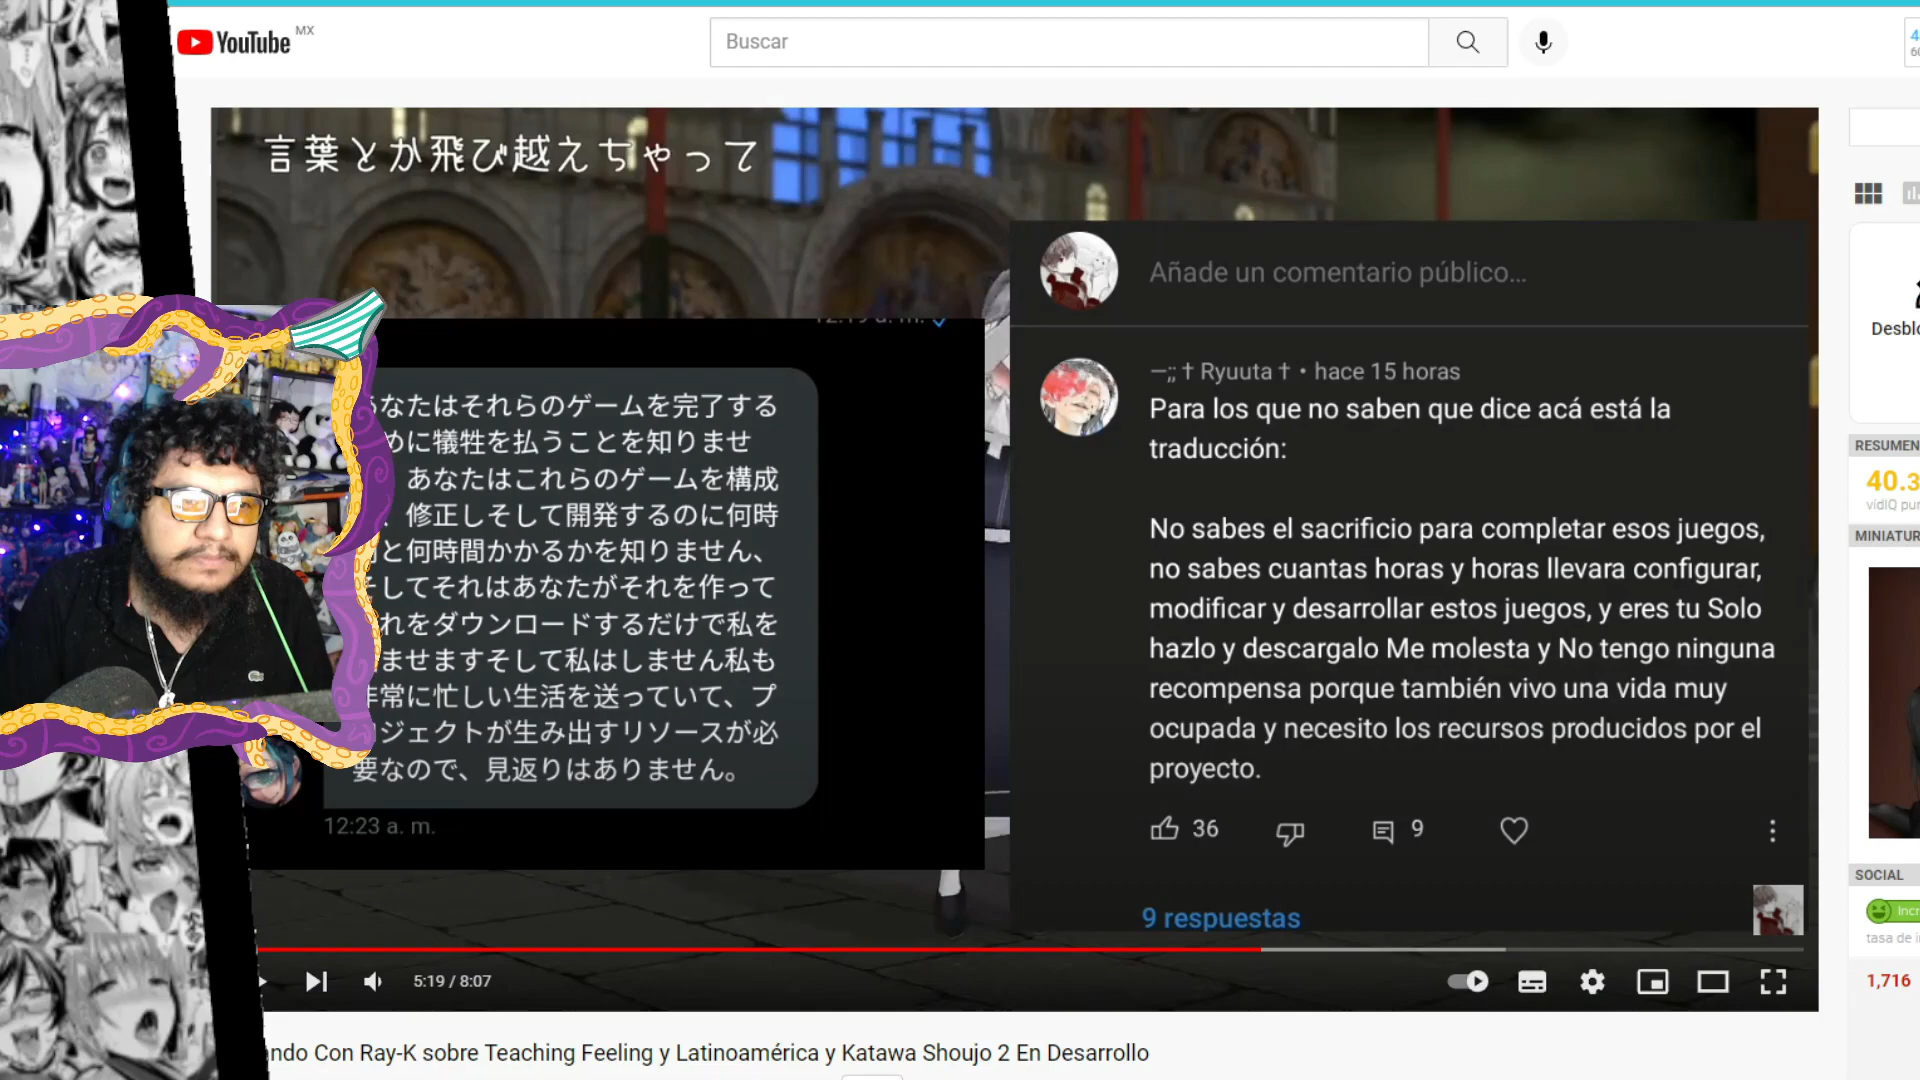 YouTube MX
Buscar
言葉とか飛び越えちゃって
なたはそれらのゲームを完了する
めに犠牲を払うことを知りませ
あなたはこれらのゲームを構成
、修正しそして開発するのに何時
と何時間かかるかを知りません、
してそれはあなたがそれを作って
れをダウンロードするだけで私を
ませますそして私はしません私も
常に忙しい生活を送っていて、プ
ジェクトが生み出すリソースが必
要なので、見返りはありません。
12:23 a. m.
Añade un comentario público...
—;; † Ryuuta † • hace 15 horas
Para los que no saben que dice acá está la
traducción:
No sabes el sacrificio para completar esos juegos,
no sabes cuantas horas y horas llevara configurar,
modificar y desarrollar estos juegos, y eres tu Solo
hazlo y descargalo Me molesta y No tengo ninguna
recompensa porque también vivo una vida muy
ocupada y necesito los recursos producidos por el
proyecto.
36
9
9 respuestas
5:19 / 8:07
ndo Con Ray-K sobre Teaching Feeling y Latinoamérica y Katawa Shoujo 2 En Desarrollo
Desblo
RESUMEN
40.3
vidIQ pun
MINIATUR
SOCIAL
Incr
tasa de i
1,716